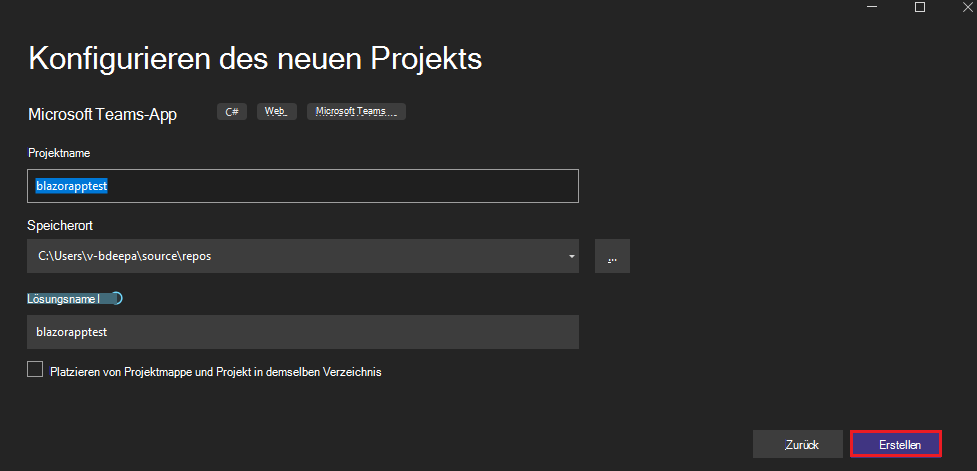 Konfigurieren des neuen Projekts
Microsoft Teams-App C# Web Microsoft Teams...
Projektname
blazorapptest
Speicherort
C:\Users\v-bdeepa\source\repos
...
Lösungsname
blazorapptest
Platzieren von Projektmappe und Projekt in demselben Verzeichnis
Zurück Erstellen